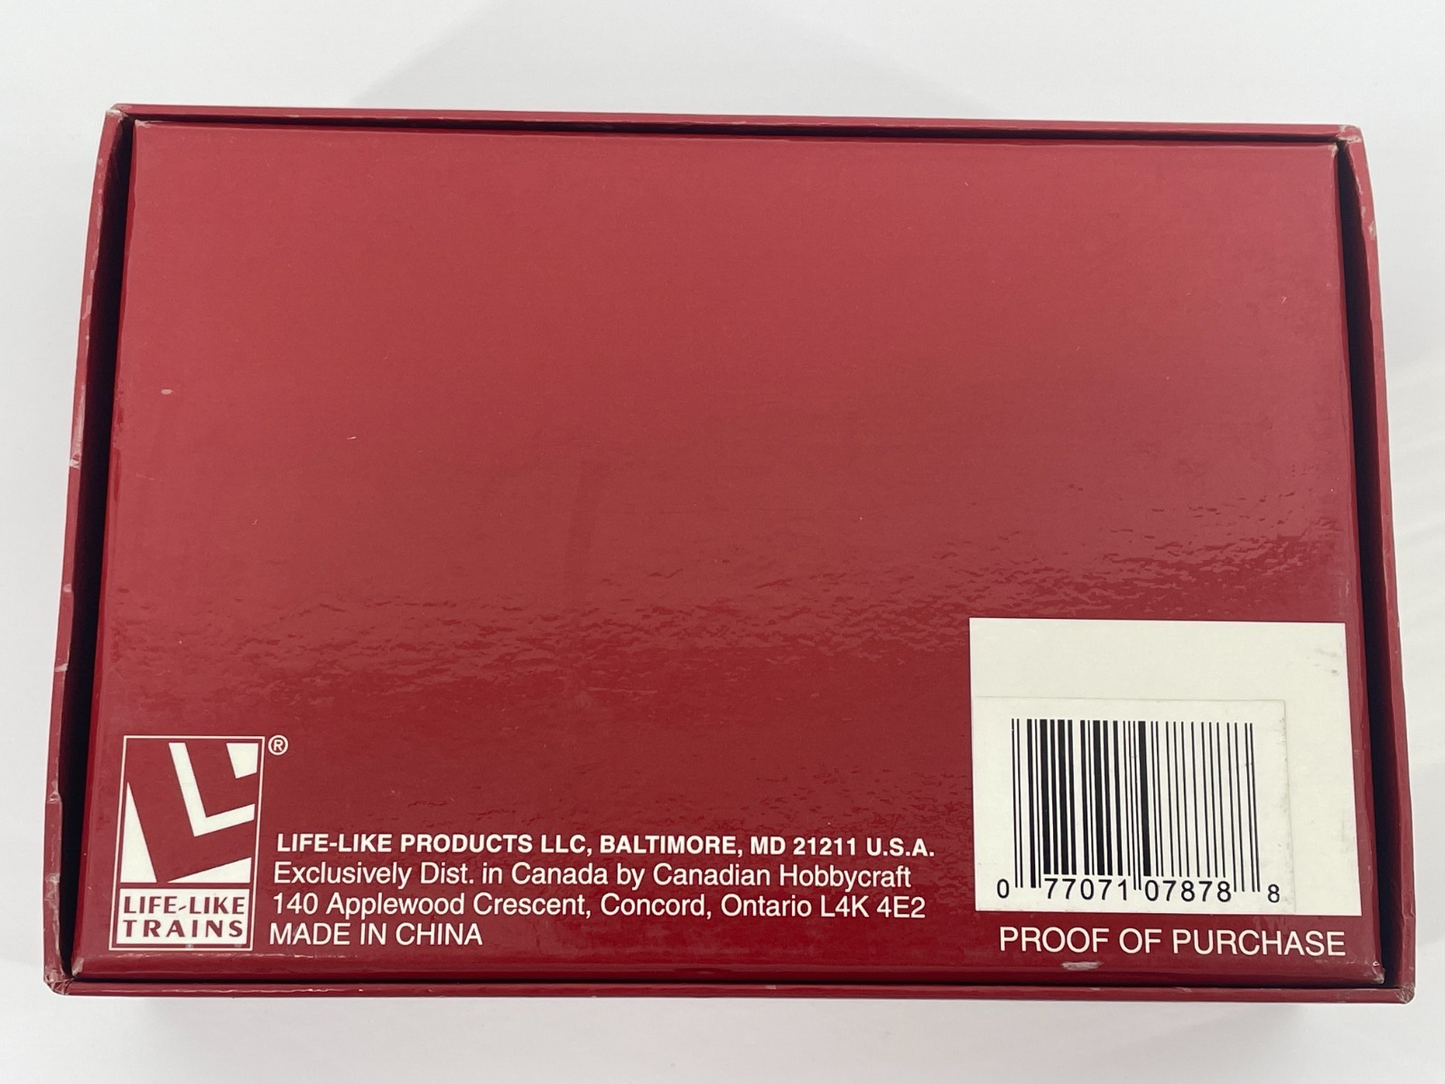 ®
LIFE-LIKE
TRAINS
LIFE-LIKE PRODUCTS LLC, BALTIMORE, MD 21211 U.S.A.
Exclusively Dist. in Canada by Canadian Hobbycraft
140 Applewood Crescent, Concord, Ontario L4K 4E2
MADE IN CHINA
0 77071 07878 8
PROOF OF PURCHASE